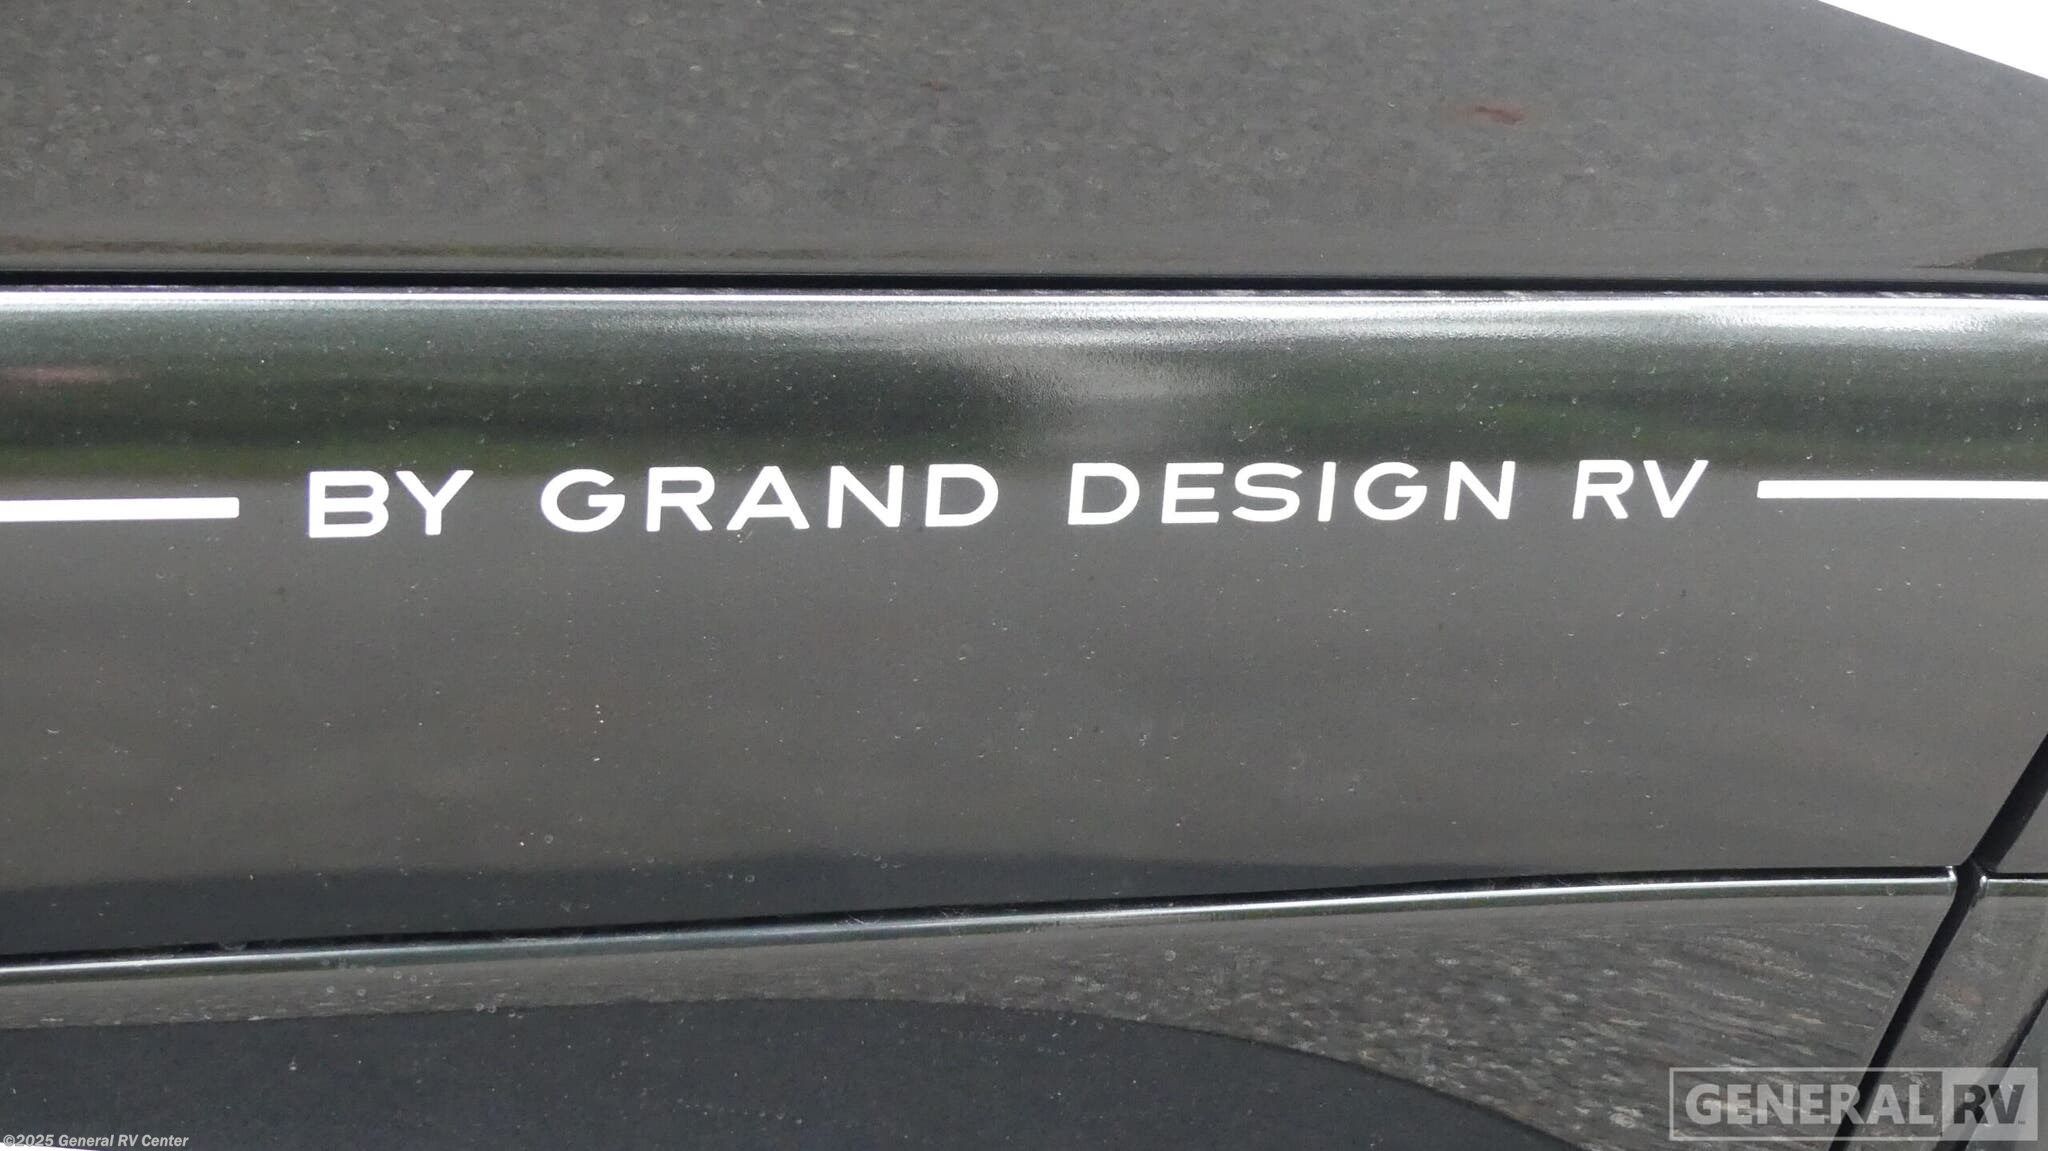 BY GRAND DESIGN RV
GENERAL RV
©2025 General RV Center